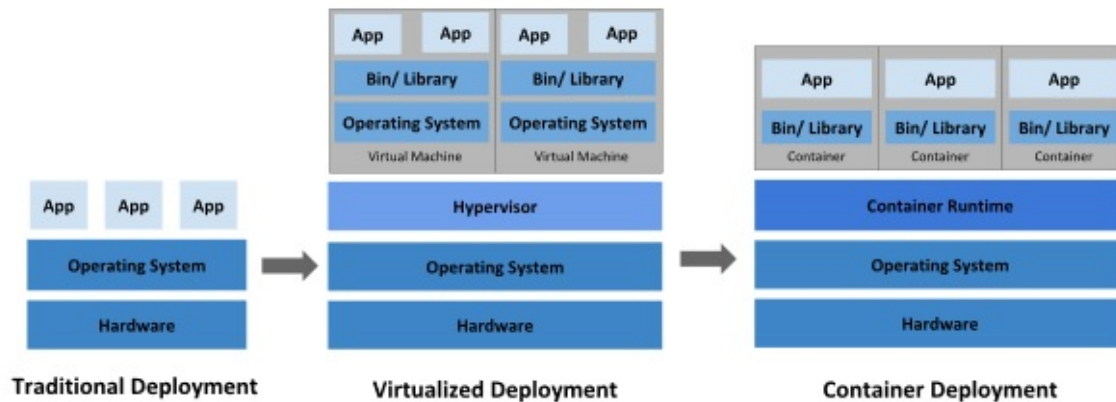 App App App
Operating System
Hardware
Traditional Deployment
App App App App
Bin/ Library Bin/ Library
Operating System Operating System
Virtual Machine Virtual Machine
Hypervisor
Operating System
Hardware
Virtualized Deployment
App App App
Bin/ Library Bin/ Library Bin/ Library
Container Container Container
Container Runtime
Operating System
Hardware
Container Deployment